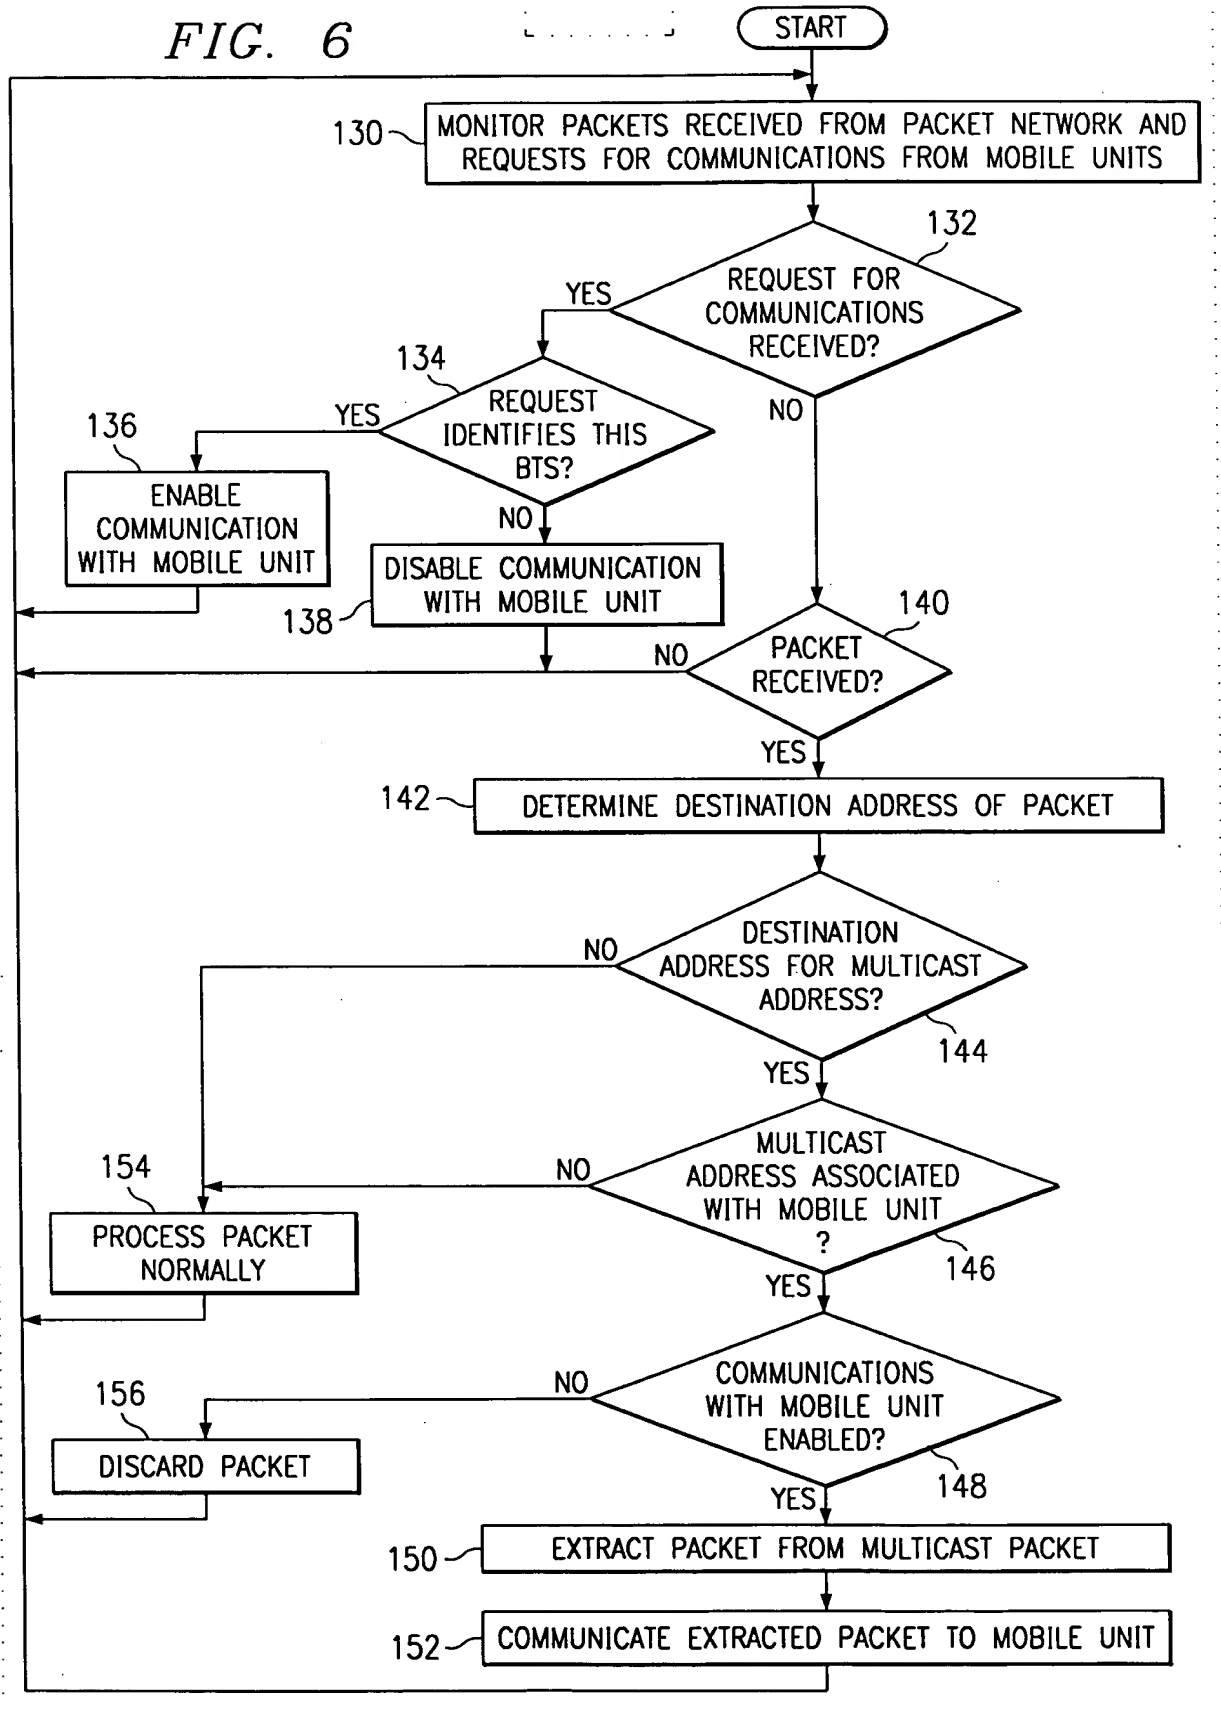 FIG. 6
START
130
MONITOR PACKETS RECEIVED FROM PACKET NETWORK AND
REQUESTS FOR COMMUNICATIONS FROM MOBILE UNITS
132
REQUEST FOR
COMMUNICATIONS
RECEIVED?
YES
NO
134
REQUEST
IDENTIFIES THIS
BTS?
YES
NO
136
ENABLE
COMMUNICATION
WITH MOBILE UNIT
DISABLE COMMUNICATION
WITH MOBILE UNIT
138
140
PACKET
RECEIVED?
NO
YES
142
DETERMINE DESTINATION ADDRESS OF PACKET
DESTINATION
ADDRESS FOR MULTICAST
ADDRESS?
NO
144
YES
MULTICAST
ADDRESS ASSOCIATED
WITH MOBILE UNIT
?
NO
146
YES
154
PROCESS PACKET
NORMALLY
COMMUNICATIONS
WITH MOBILE UNIT
ENABLED?
NO
148
YES
156
DISCARD PACKET
150
EXTRACT PACKET FROM MULTICAST PACKET
152
COMMUNICATE EXTRACTED PACKET TO MOBILE UNIT